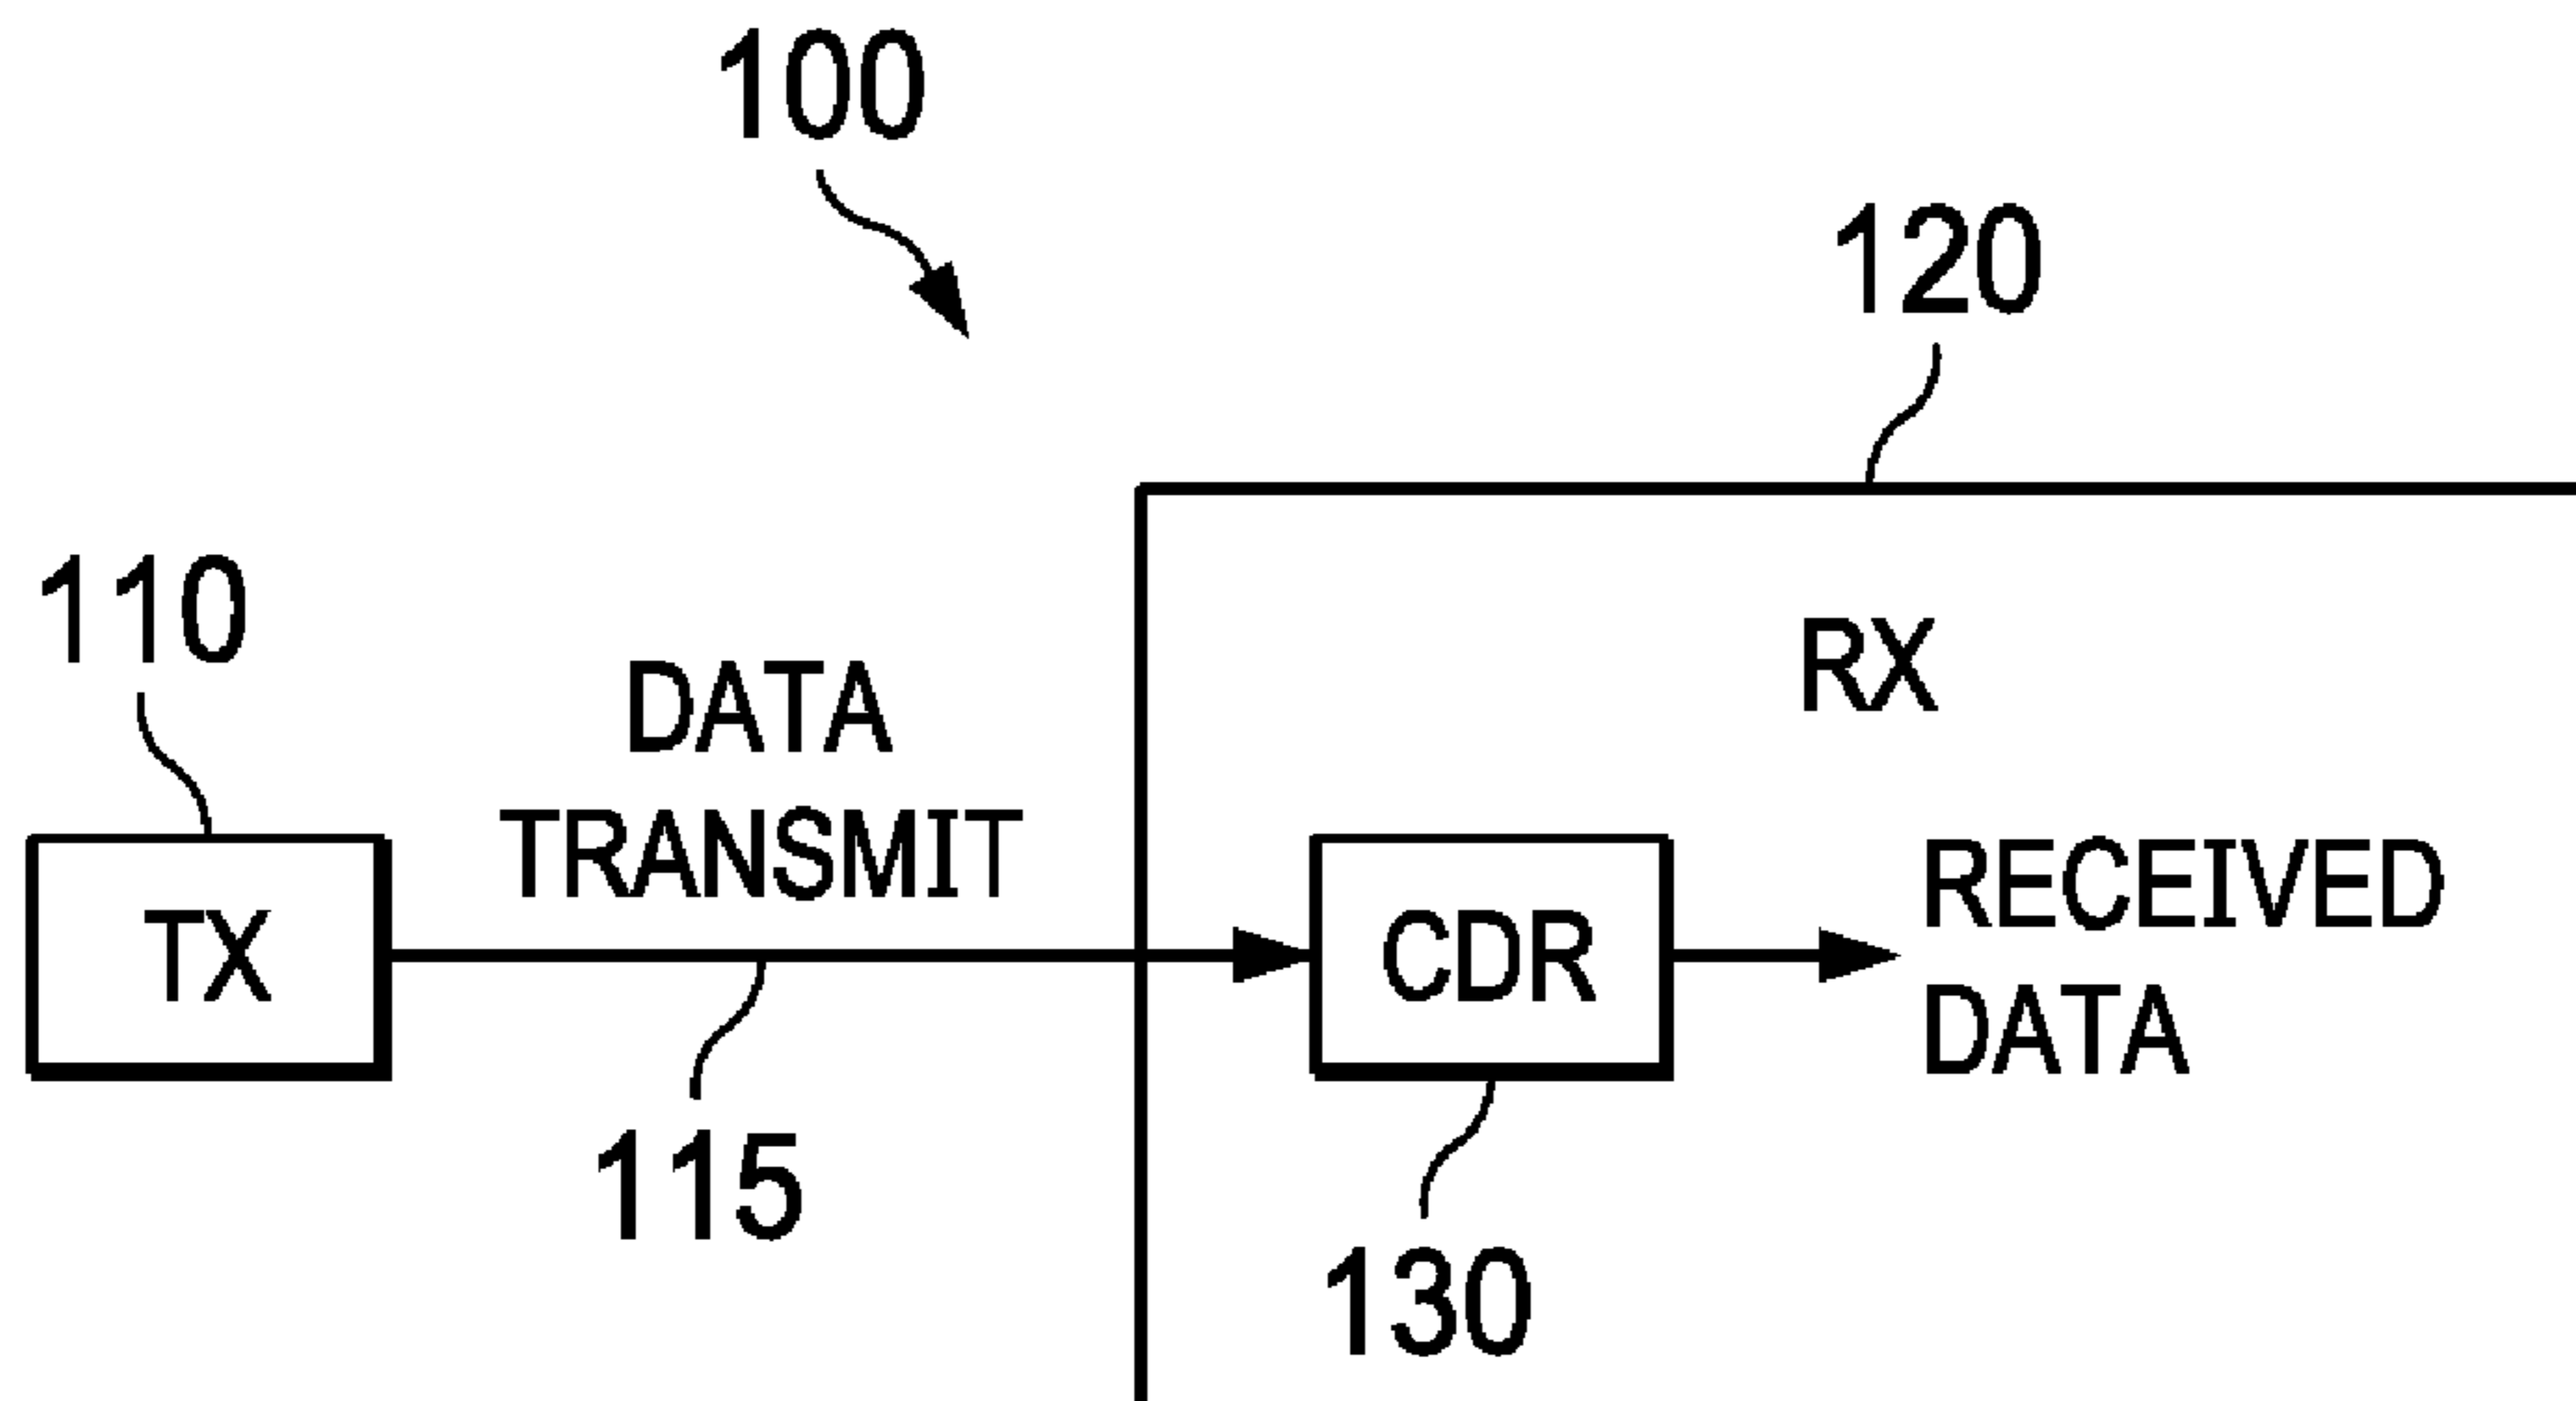 100
120
110
RX
DATA
TRANSMIT
TX
CDR
RECEIVED
DATA
115
130